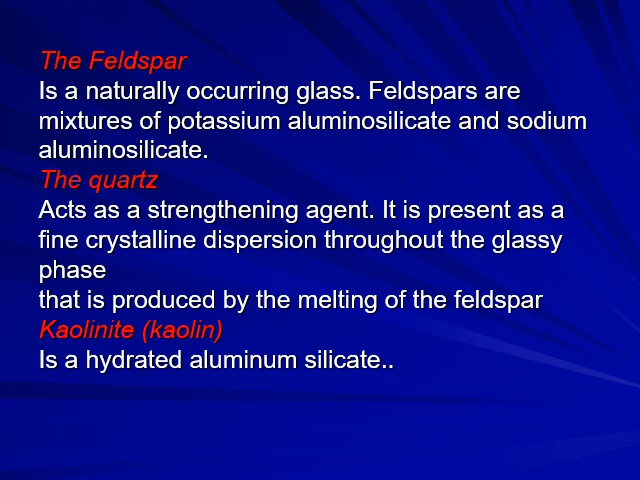 The Feldspar
Is a naturally occurring glass. Feldspars are
mixtures of potassium aluminosilicate and sodium
aluminosilicate.
The quartz
Acts as a strengthening agent. It is present as a
fine crystalline dispersion throughout the glassy
phase
that is produced by the melting of the feldspar
Kaolinite (kaolin)
Is a hydrated aluminum silicate..